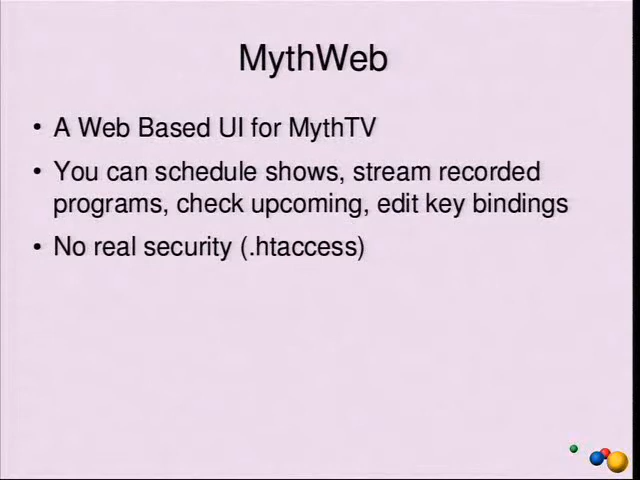 MythWeb
• A Web Based UI for MythTV
• You can schedule shows, stream recorded
programs, check upcoming, edit key bindings
• No real security (.htaccess)